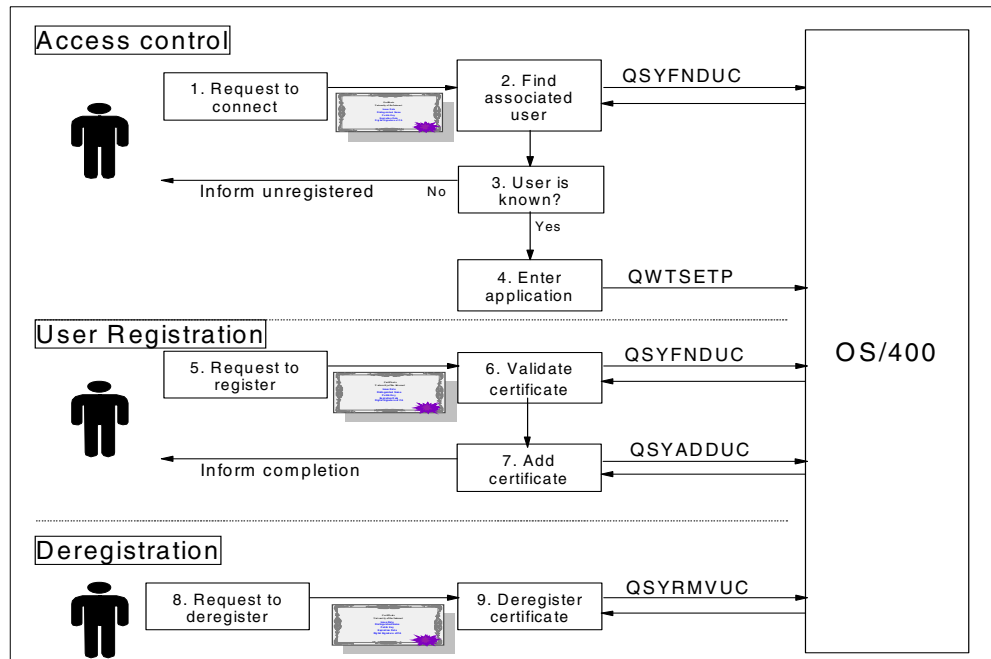 Access control
1. Request to
connect
2. Find
associated
user
QSYFNDUC
3. User is
known?
No
Inform unregistered
Yes
4. Enter
application
QWTSETP
OS/400
User Registration
5. Request to
register
6. Validate
certificate
QSYFNDUC
7. Add
certificate
QSYADDUC
Inform completion
Deregistration
8. Request to
deregister
9. Deregister
certificate
QSYRMVUC